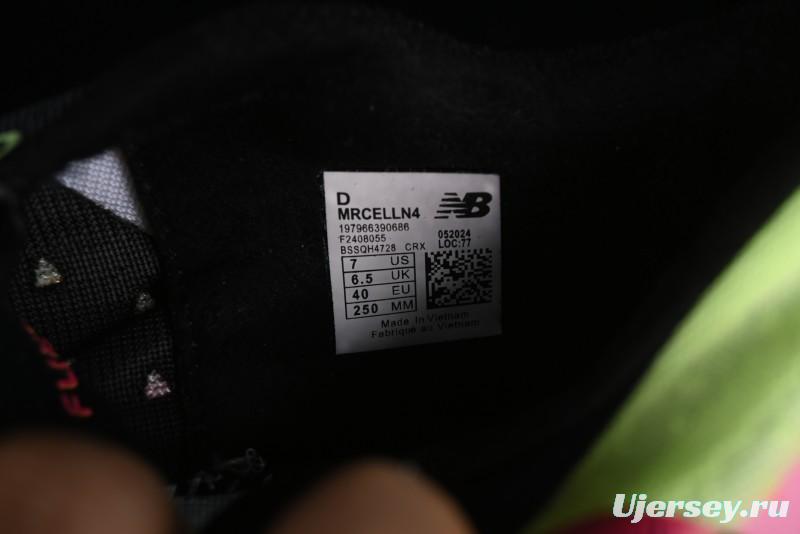 D
MRCELLN4
NB
197966390686
F2408055
052024
BSSQH4728 CRX LOC:77
7 US
6.5 UK
40 EU
250 MM
Made In Vietnam
Fabrique au Vietnam
Ujersey.ru